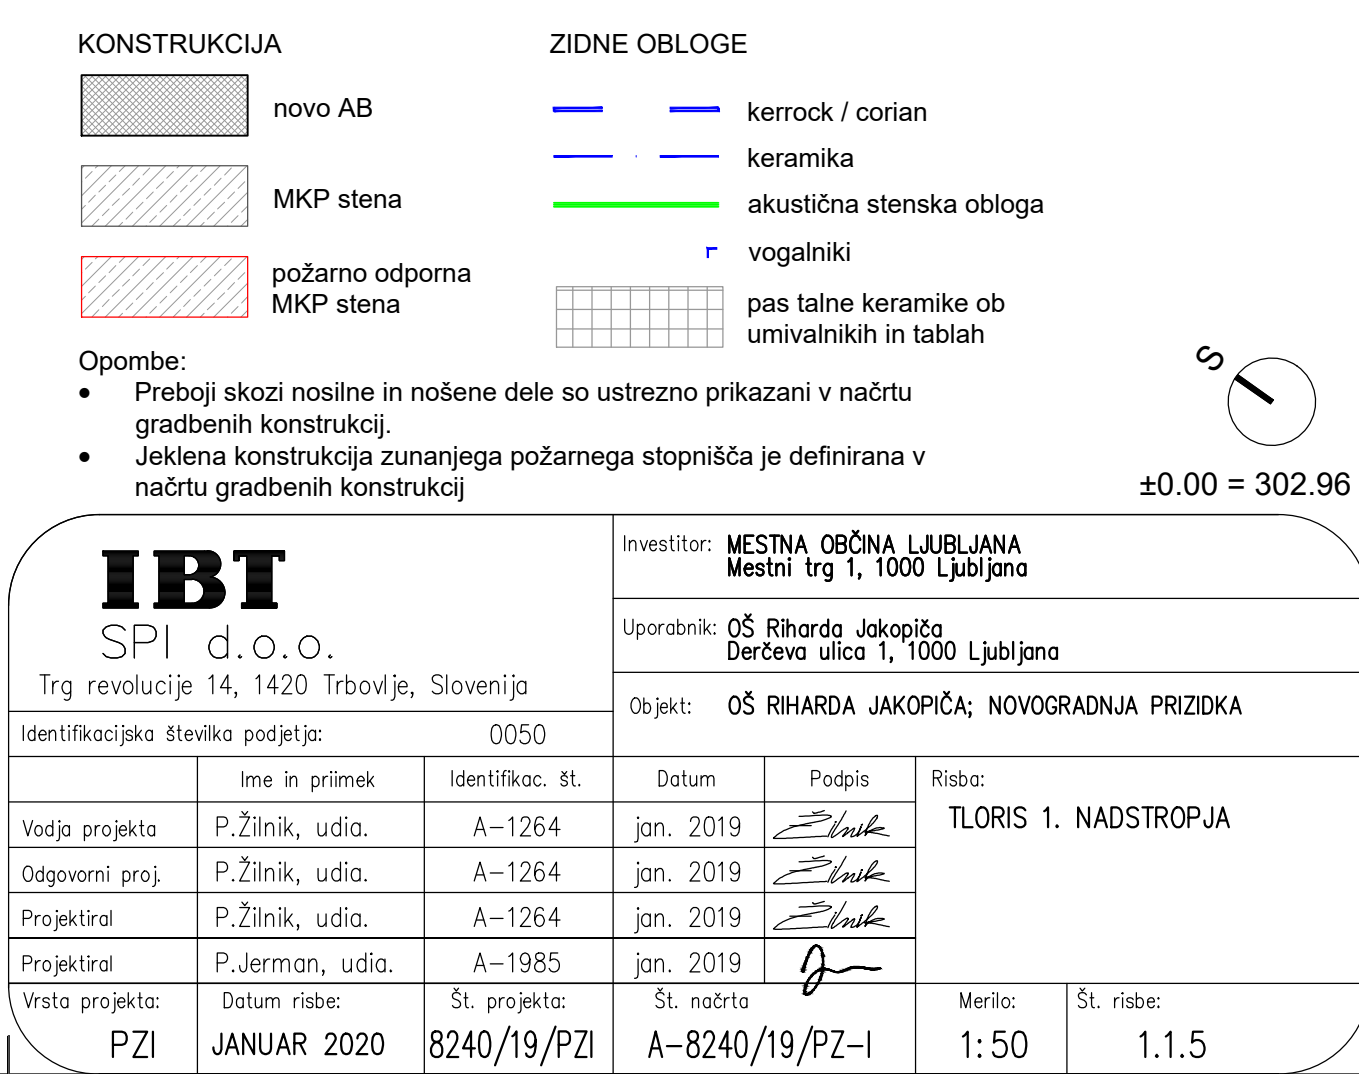 KONSTRUKCIJA
novo AB
MKP stena
požarno odporna
MKP stena
ZIDNE OBLOGE
kerrock / corian
keramika
akustična stenska obloga
vogalniki
pas talne keramike ob
umivalnikih in tablah
Opombe:
• Preboji skozi nosilne in nošene dele so ustrezno prikazani v načrtu
gradbenih konstrukcij.
• Jeklena konstrukcija zunanjega požarnega stopnišča je definirana v
načrtu gradbenih konstrukcij
S
±0.00 = 302.96
IBT
SPI d.o.o.
Trg revolucije 14, 1420 Trbovlje, Slovenija
Identifikacijska številka podjetja: 0050
Investitor: MESTNA OBČINA LJUBLJANA
Mestni trg 1, 1000 Ljubljana
Uporabnik: OŠ Riharda Jakopiča
Derčeva ulica 1, 1000 Ljubljana
Objekt: OŠ RIHARDA JAKOPIČA; NOVOGRADNJA PRIZIDKA
Ime in priimek Identifikac. št. Datum Podpis
Vodja projekta P.Žilnik, udia. A-1264 jan. 2019 Žilnik
Odgovorni proj. P.Žilnik, udia. A-1264 jan. 2019 Žilnik
Projektiral P.Žilnik, udia. A-1264 jan. 2019 Žilnik
Projektiral P.Jerman, udia. A-1985 jan. 2019
Risba:
TLORIS 1. NADSTROPJA
Vrsta projekta: Datum risbe: Št. projekta: Št. načrta Merilo: Št. risbe:
PZI JANUAR 2020 8240/19/PZI A-8240/19/PZ-I 1:50 1.1.5